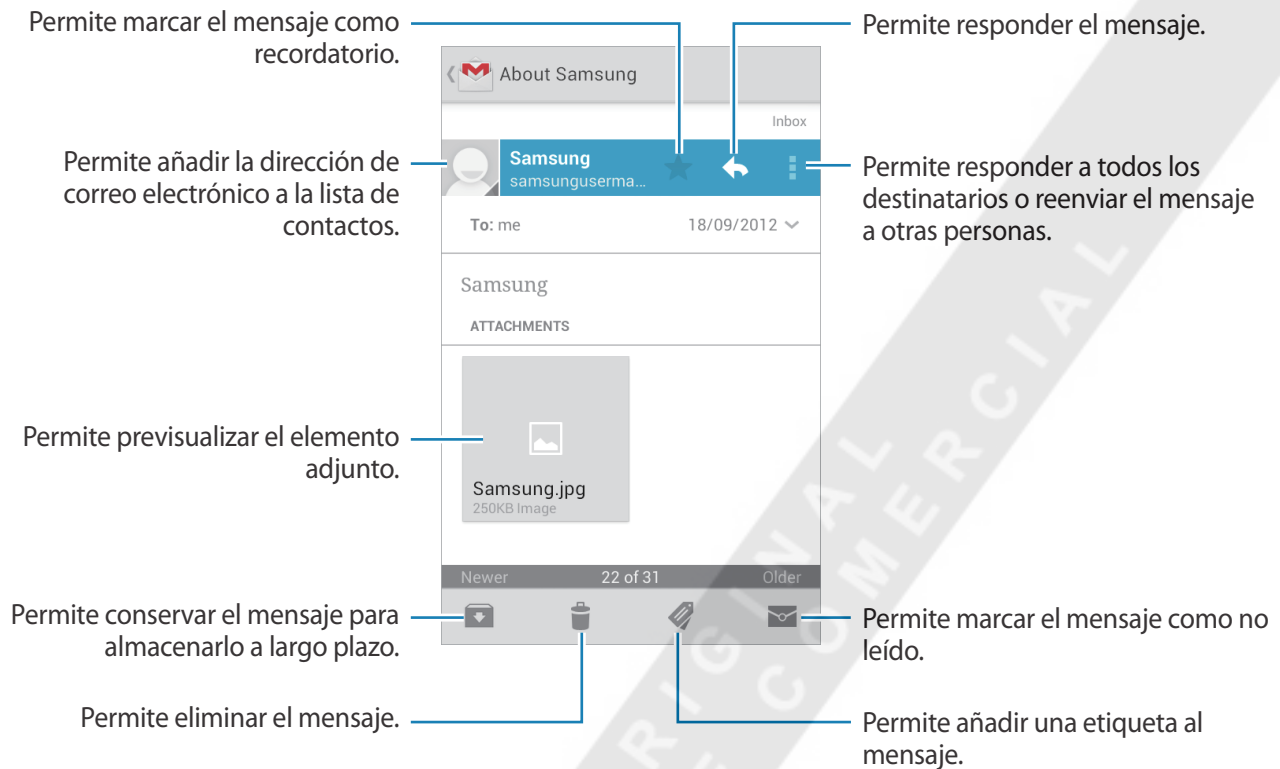 Permite marcar el mensaje como
recordatorio.
Permite responder el mensaje.
About Samsung
Inbox
Permite añadir la dirección de
correo electrónico a la lista de
contactos.
Samsung
samsunguserma...
Permite responder a todos los
destinatarios o reenviar el mensaje
a otras personas.
To: me
18/09/2012
Samsung
ATTACHMENTS
Permite previsualizar el elemento
adjunto.
Samsung.jpg
250KB Image
Newer
22 of 31
Older
Permite conservar el mensaje para
almacenarlo a largo plazo.
Permite marcar el mensaje como no
leído.
Permite eliminar el mensaje.
Permite añadir una etiqueta al
mensaje.